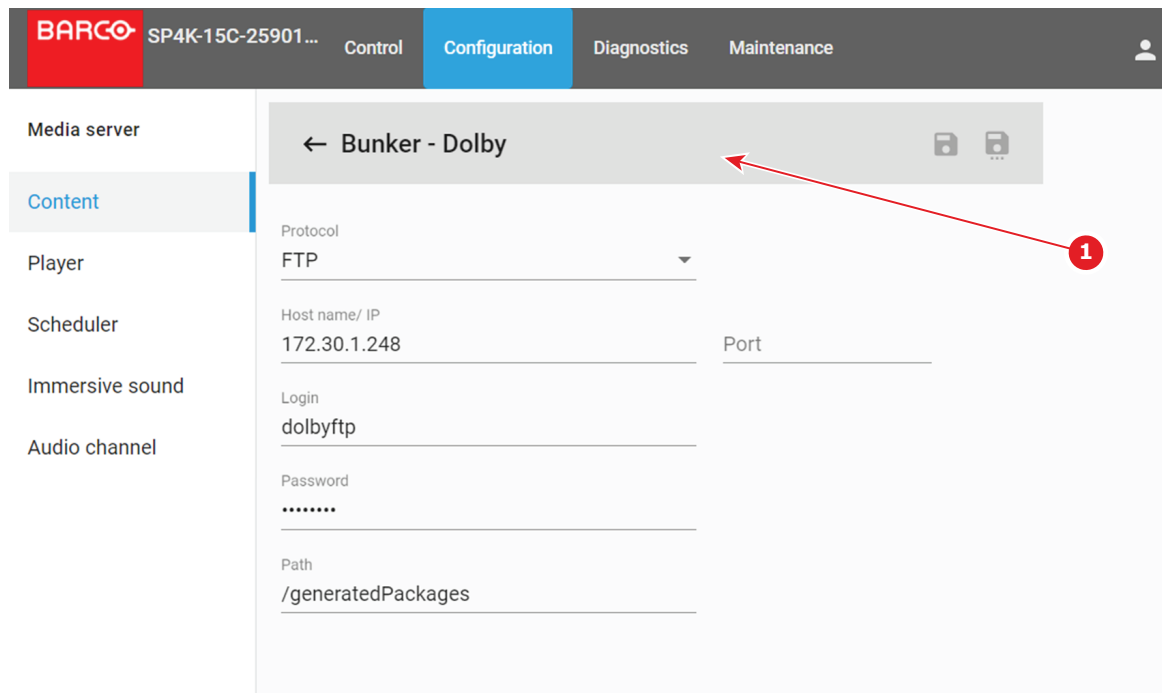 BARCO SP4K-15C-25901... Control Configuration Diagnostics Maintenance
Media server
Content
Player
Scheduler
Immersive sound
Audio channel
← Bunker - Dolby
Protocol
FTP
Host name/ IP
172.30.1.248
Port
Login
dolbyftp
Password
••••••••
Path
/generatedPackages
1